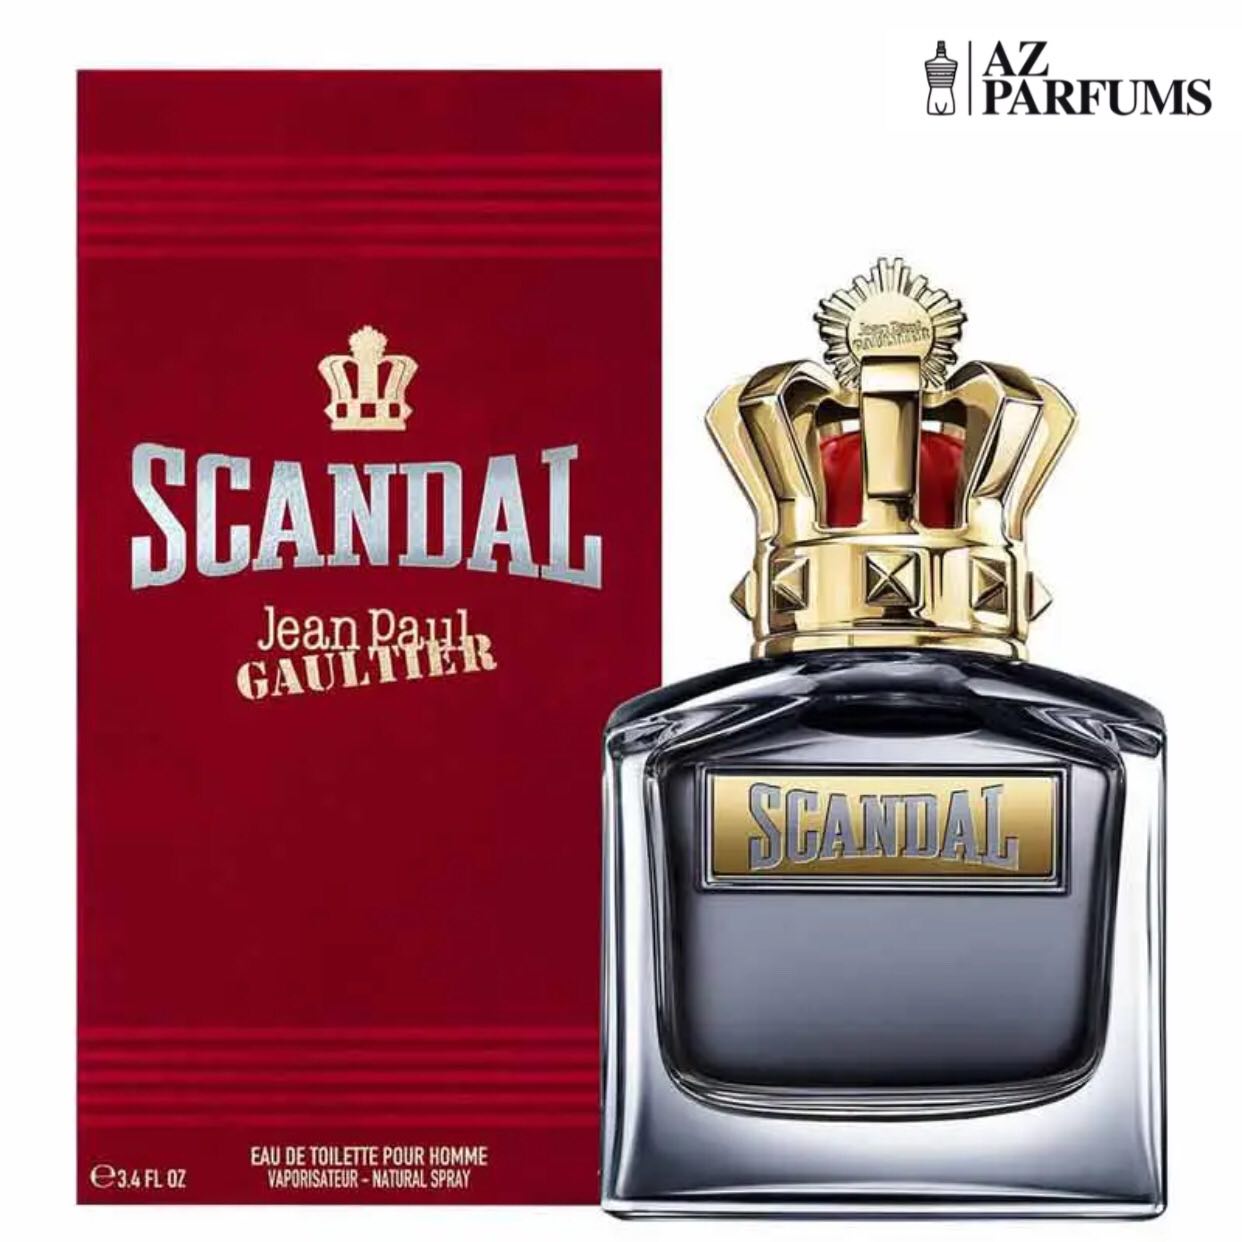 AZ
PARFUMS
Jean Paul
GAULTIER
SCANDAL
Jean Paul
GAULTIER
SCANDAL
EAU DE TOILETTE POUR HOMME
VAPORISATEUR - NATURAL SPRAY
℮ 3.4 FL OZ